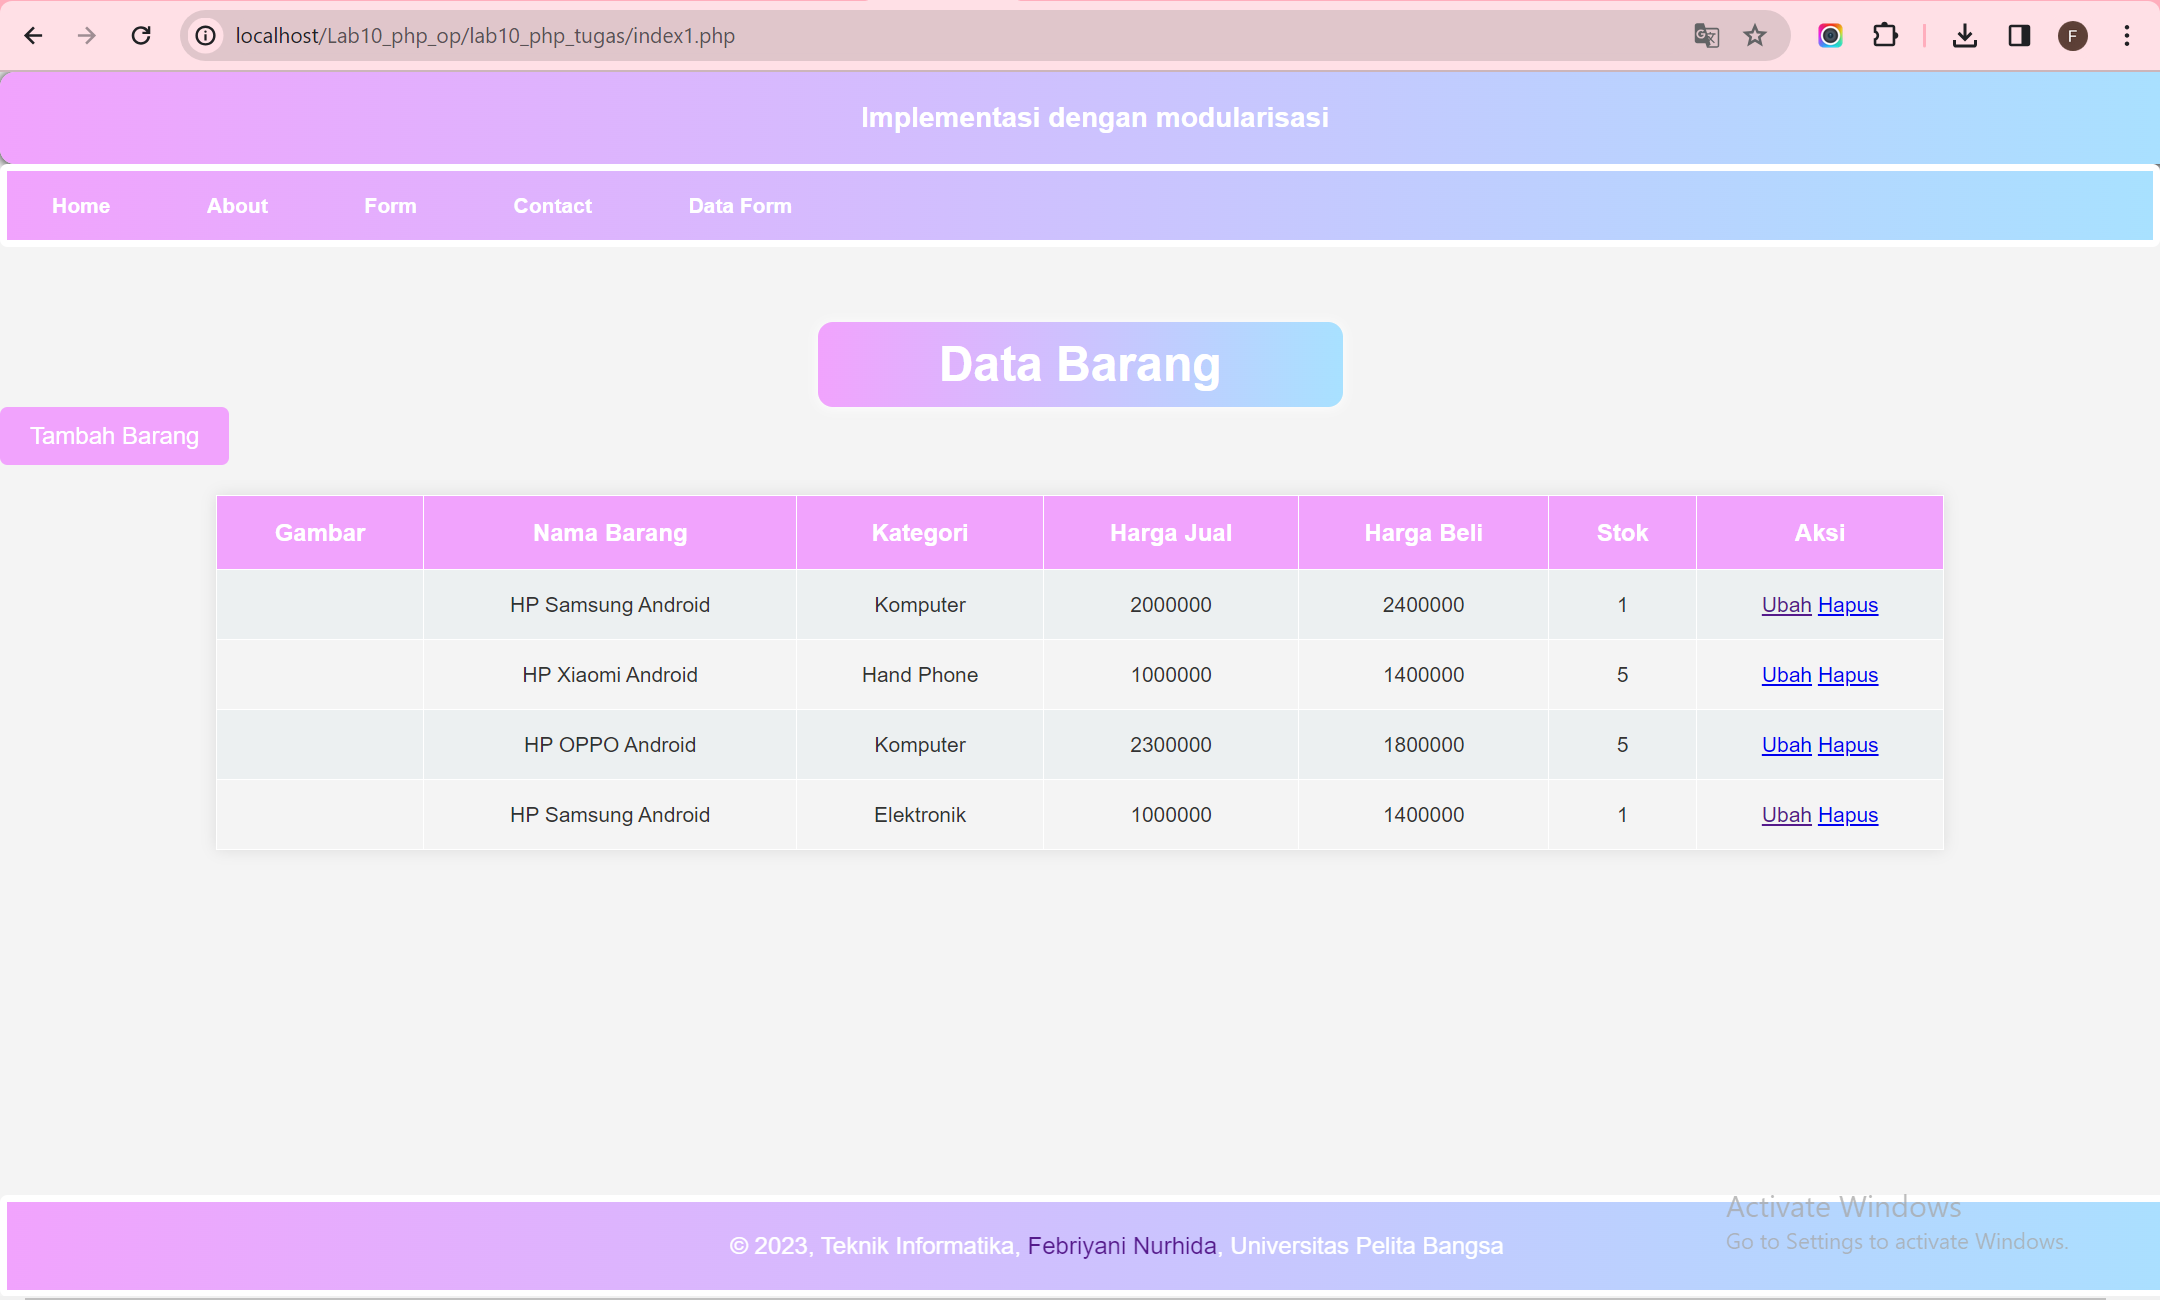 localhost/Lab10_php_op/lab10_php_tugas/index1.php
F
Implementasi dengan modularisasi
Home About Form Contact Data Form
Data Barang
Tambah Barang
Gambar Nama Barang Kategori Harga Jual Harga Beli Stok Aksi
HP Samsung Android Komputer 2000000 2400000 1 Ubah Hapus
HP Xiaomi Android Hand Phone 1000000 1400000 5 Ubah Hapus
HP OPPO Android Komputer 2300000 1800000 5 Ubah Hapus
HP Samsung Android Elektronik 1000000 1400000 1 Ubah Hapus
Activate Windows
Go to Settings to activate Windows.
© 2023, Teknik Informatika, Febriyani Nurhida, Universitas Pelita Bangsa